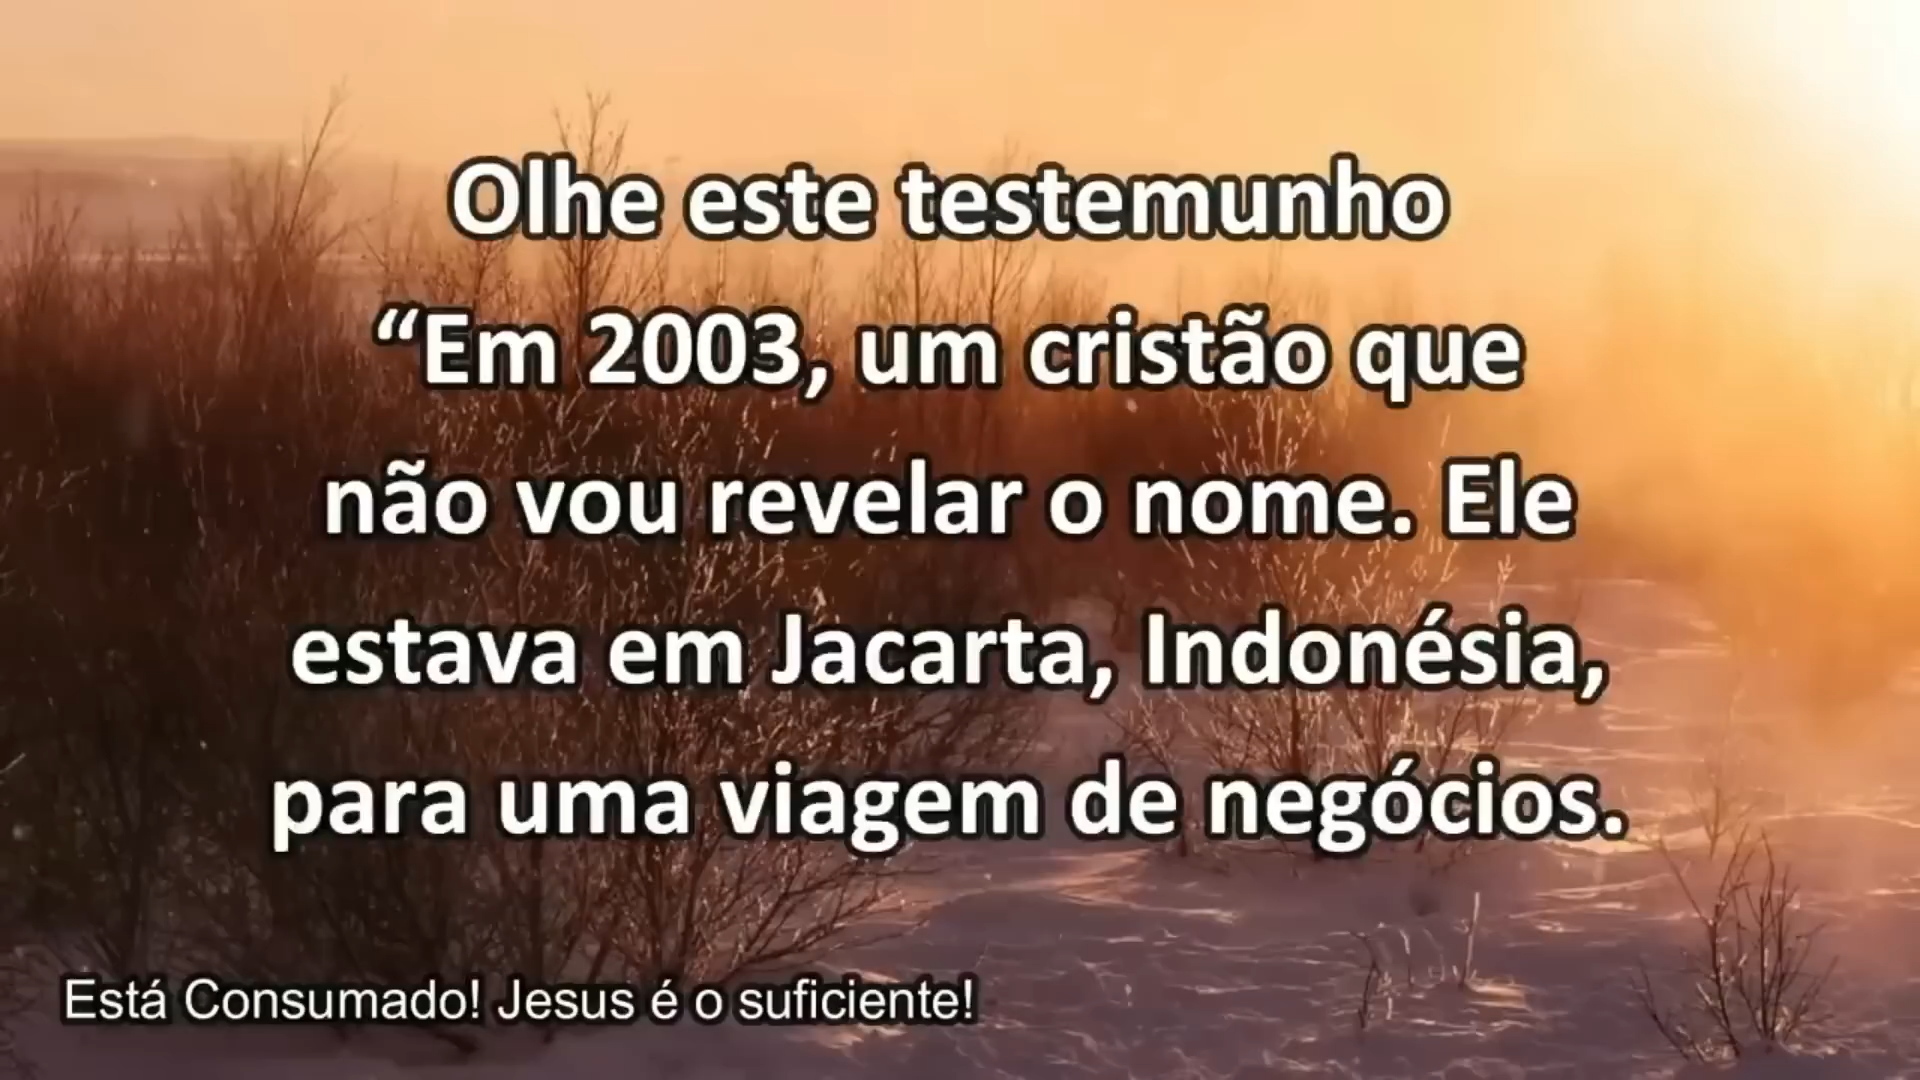 Olhe este testemunho
“Em 2003, um cristão que
não vou revelar o nome. Ele
estava em Jacarta, Indonésia,
para uma viagem de negócios.
Está Consumado! Jesus é o suficiente!